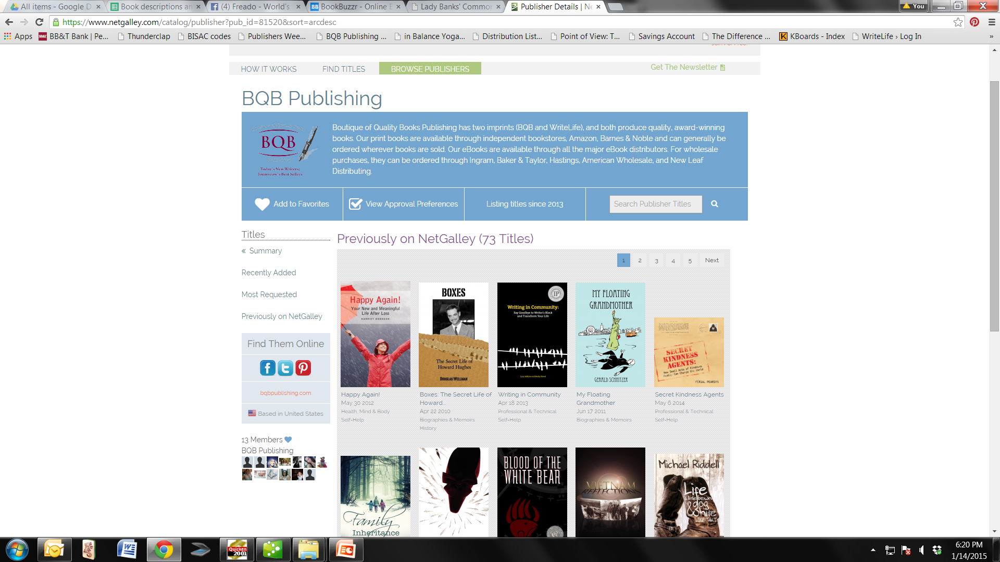 All items - Google D
Book descriptions an
(4) Freado - World's
BookBuzzr - Online
Lady Banks' Common
Publisher Details | Ne
You
https://www.netgalley.com/catalog/publisher?pub_id=81520&sort=arcdesc
Apps
BB&T Bank | Pe...
Thunderclap
BISAC codes
Publishers Wee...
BQB Publishing ...
in Balance Yoga...
Distribution List...
Point of View: T...
Savings Account
The Difference ...
KBoards - Index
WriteLife › Log In
»
HOW IT WORKS
FIND TITLES
BROWSE PUBLISHERS
Get The Newsletter
BQB Publishing
BQB
Today's New Writers;
Tomorrow's Best Sellers
Boutique of Quality Books Publishing has two imprints (BQB and WriteLife), and both produce quality, award-winning
books. Our print books are available through independent bookstores, Amazon, Barnes & Noble and can generally be
ordered wherever books are sold. Our eBooks are available through all the major eBook distributors. For wholesale
purchases, they can be ordered through Ingram, Baker & Taylor, Hastings, American Wholesale, and New Leaf
Distributing.
Add to Favorites
View Approval Preferences
Listing titles since 2013
Search Publisher Titles
Titles
« Summary
Recently Added
Most Requested
Previously on NetGalley
Find Them Online
bqbpublishing.com
Based in United States
13 Members
BQB Publishing
Previously on NetGalley (73 Titles)
1 2 3 4 5 Next
Happy Again!
Your New and Meaningful
Life After Loss
HARRIET HODGSON
Happy Again!
May 30 2012
Health, Mind & Body
Self-Help
BOXES
The Secret Life of
Howard Hughes
DOUGLAS WELLMAN
Boxes: The Secret Life of
Howard...
Apr 22 2010
Biographies & Memoirs
History
IP
Writing in Community:
Say Goodbye to Writer's Block
and Transform Your Life
Lucy Adkins and Becky Breed
Writing in Community
Apr 18 2013
Professional & Technical
Self-Help
MY FLOATING
GRANDMOTHER
GERALD SCHNITZER
My Floating
Grandmother
Jun 17 2011
Biographies & Memoirs
SECRET
KINDNESS
AGENTS:
How Small Acts of Kindness
Really Can Change the World
FERIAL PEARSON
Secret Kindness Agents
May 6 2014
Professional & Technical
Self-Help
Family
Inheritance
BLOOD OF THE
WHITE BEAR
VIETNAM
REFLECTIONS
Michael Riddell
Life
a little brown
dog
& white
LIKE THAT
Quicken
2001
6:20 PM
1/14/2015